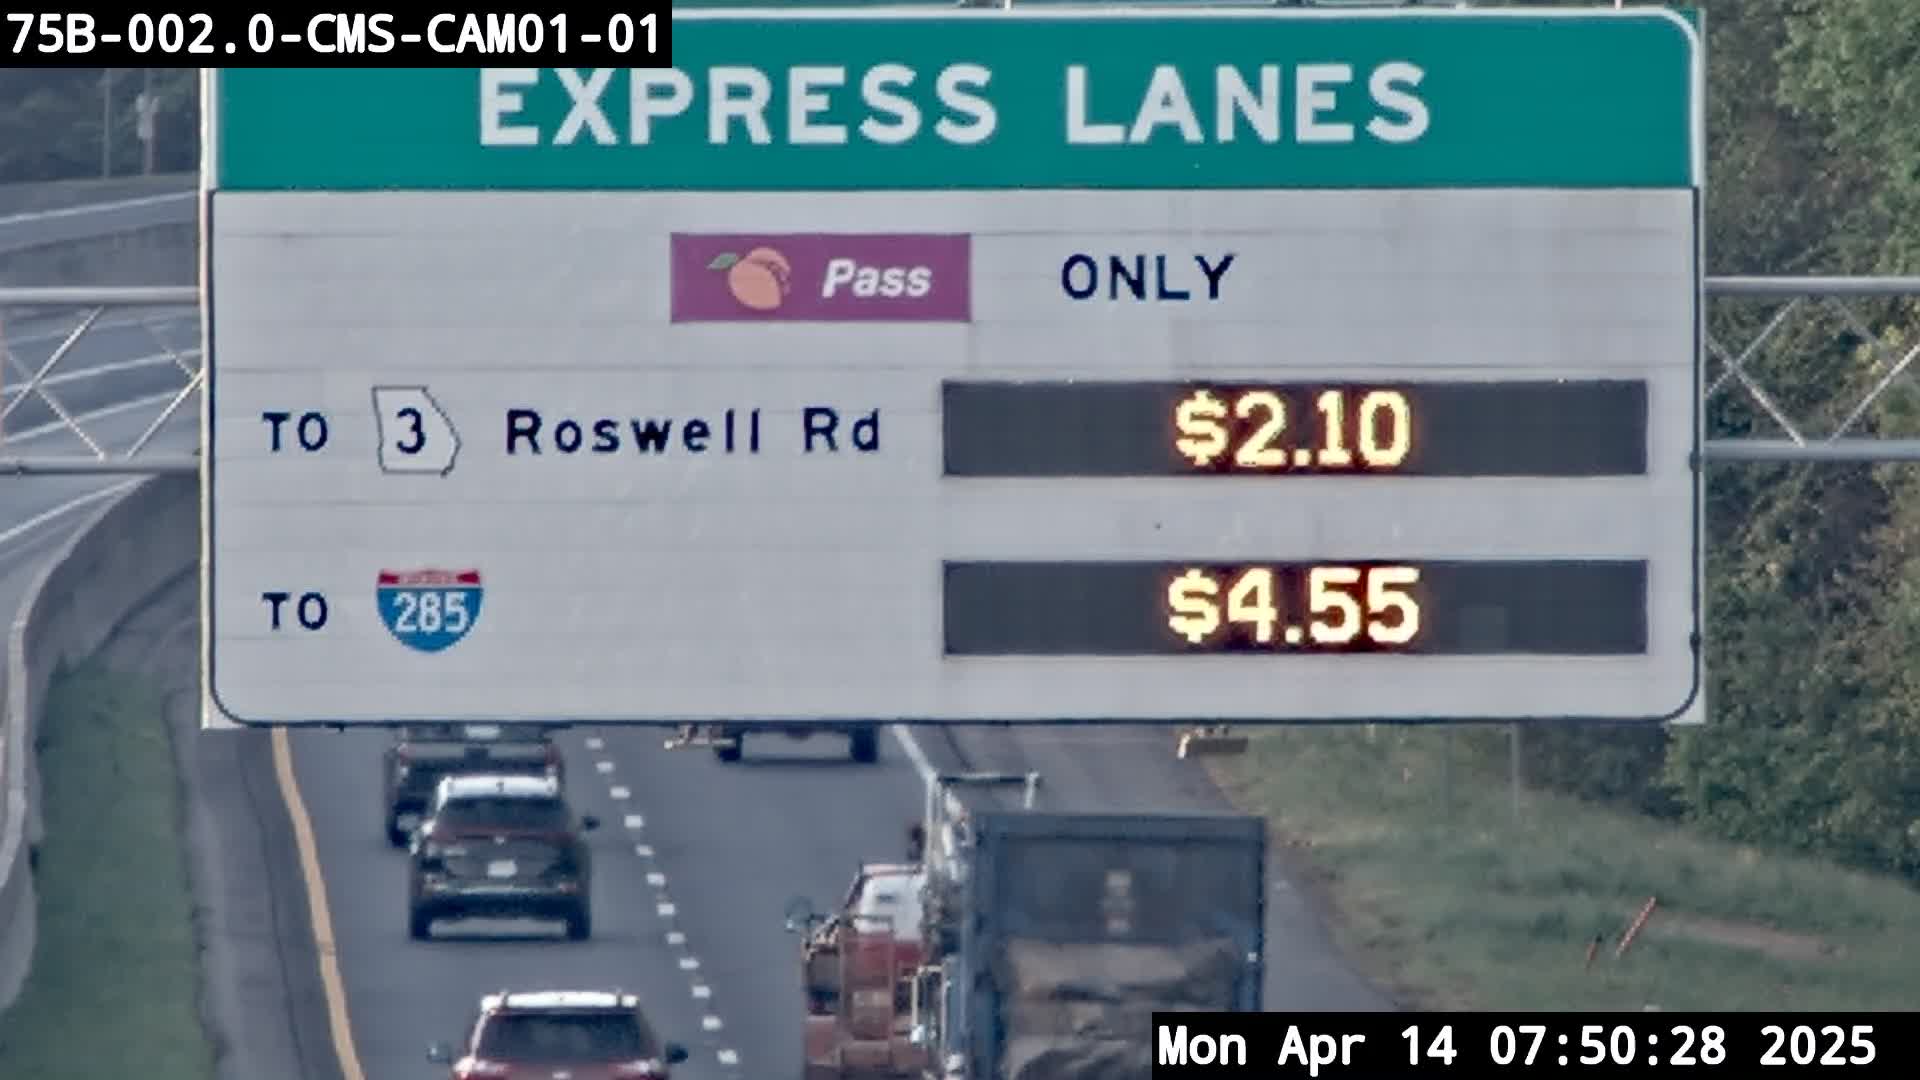 75B-002.0-CMS-CAM01-01
EXPRESS LANES
Pass ONLY
TO 3 Roswell Rd $2.10
TO 285 $4.55
Mon Apr 14 07:50:28 2025